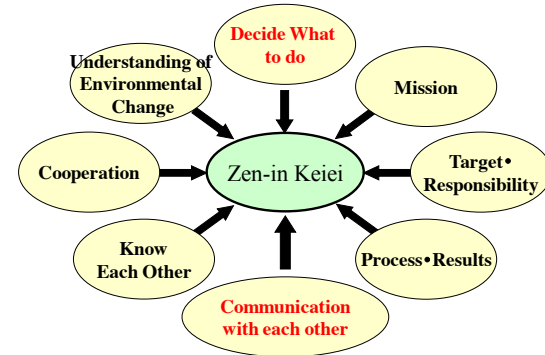 Decide What
to do
Understanding of
Environmental
Change
Mission
Cooperation
Zen-in Keiei
Target•
Responsibility
Know
Each Other
Process•Results
Communication
with each other